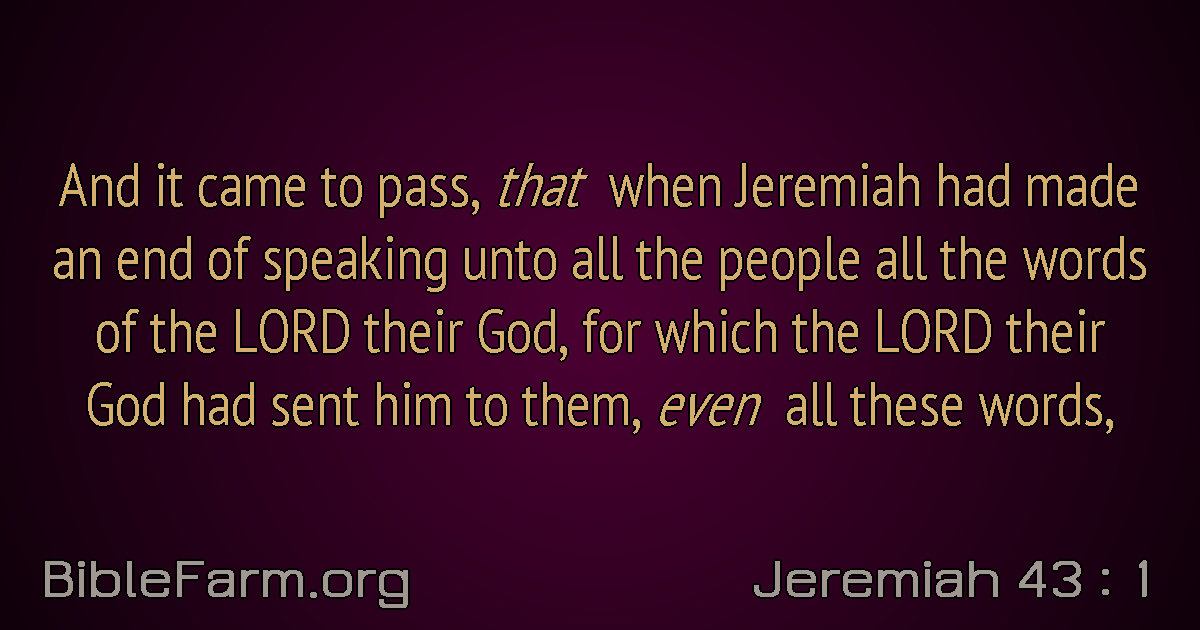 And it came to pass, that when Jeremiah had made
an end of speaking unto all the people all the words
of the LORD their God, for which the LORD their
God had sent him to them, even all these words,
BibleFarm.org
Jeremiah 43 : 1